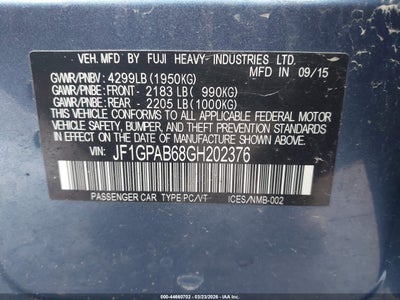 VEH. MFD BY FUJI HEAVY INDUSTRIES LTD.
GVWR/PNBV : 4299LB (1950KG) MFD IN 09/15
GAWR/PNBE: FRONT- 2183 LB ( 990KG)
GAWR/PNBE: REAR - 2205 LB (1000KG)
THIS VEHICLE CONFORMS TO ALL APPLICABLE FEDERAL MOTOR
VEHICLE SAFETY, BUMPER, AND THEFT PREVENTION STANDARDS
IN EFFECT ON THE DATE OF MANUFACTURE SHOWN ABOVE.
VIN: JF1GPAB68GH202376
PASSENGER CAR TYPE PC/VT ICES/NMB-002
500-44660702 - 03/23/2026 - IAA Inc. (IAA)